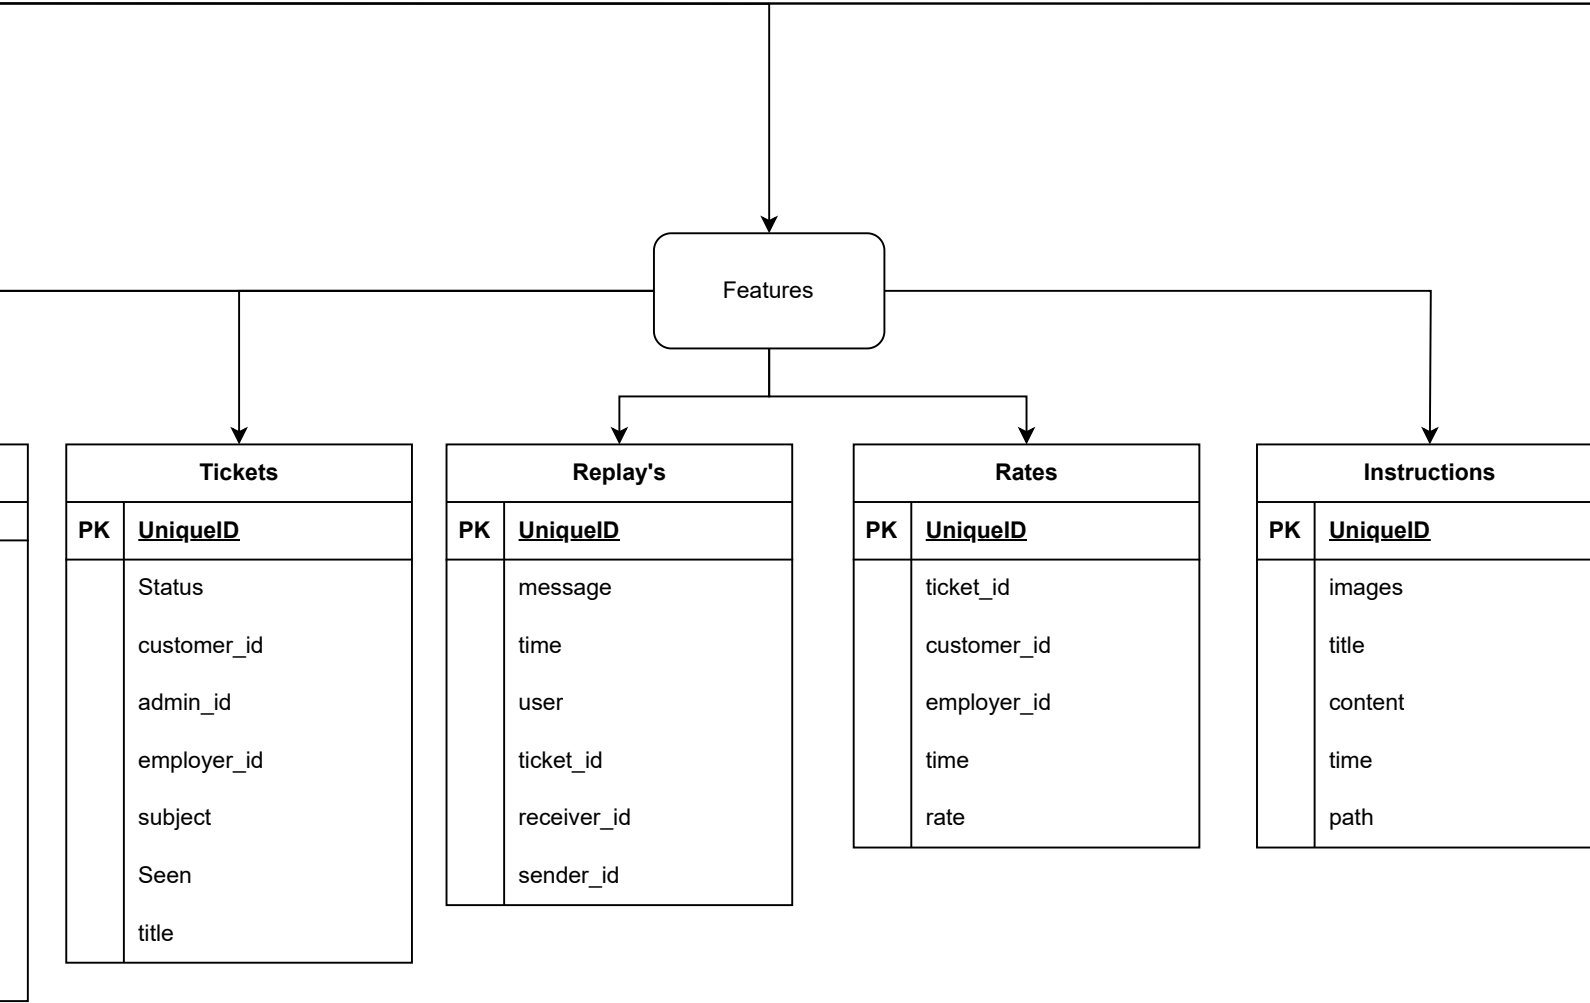 Features
Tickets
PK UniqueID
Status
customer_id
admin_id
employer_id
subject
Seen
title
Replay's
PK UniqueID
message
time
user
ticket_id
receiver_id
sender_id
Rates
PK UniqueID
ticket_id
customer_id
employer_id
time
rate
Instructions
PK UniqueID
images
title
content
time
path